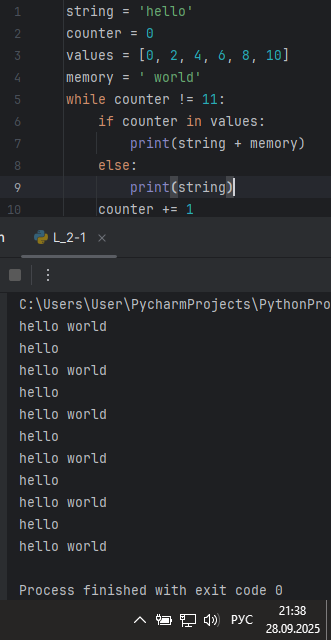 1 string = 'hello'
2 counter = 0
3 values = [0, 2, 4, 6, 8, 10]
4 memory = ' world'
5 while counter != 11:
6     if counter in values:
7         print(string + memory)
8     else:
9         print(string)
10     counter += 1
n L_2-1 ×
C:\Users\User\PycharmProjects\PythonPro
hello world
hello
hello world
hello
hello world
hello
hello world
hello
hello world
hello
hello world
Process finished with exit code 0
РУС 21:38
28.09.2025